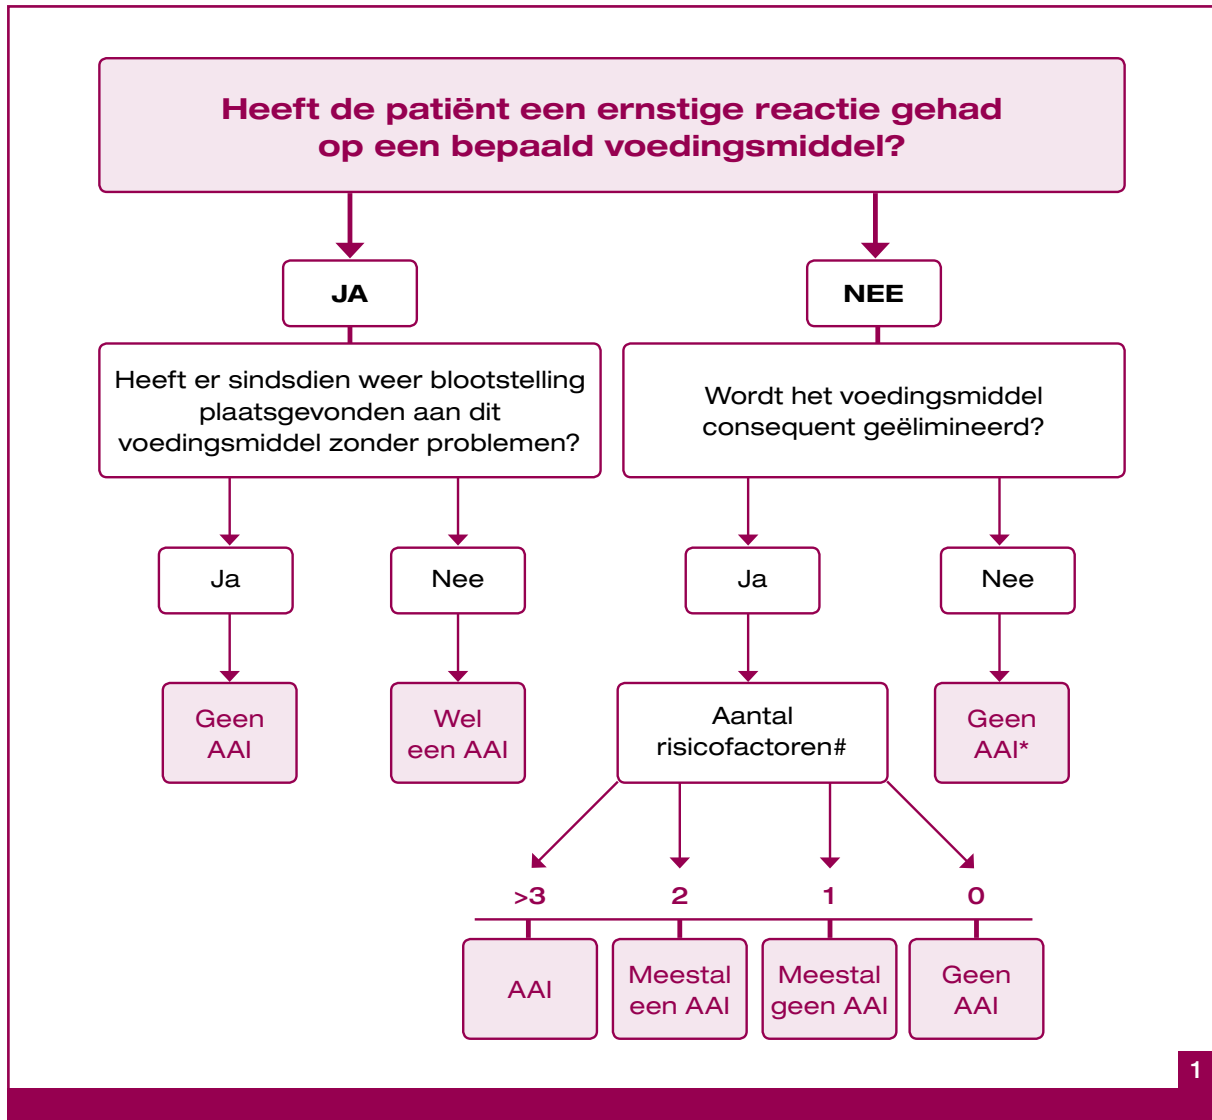 Heeft de patiënt een ernstige reactie gehad
op een bepaald voedingsmiddel?
JA
NEE
Heeft er sindsdien weer blootstelling
plaatsgevonden aan dit
voedingsmiddel zonder problemen?
Wordt het voedingsmiddel
consequent geëlimineerd?
Ja
Nee
Ja
Nee
Geen
AAI
Wel
een AAI
Aantal
risicofactoren#
Geen
AAI*
>3
2
1
0
AAI
Meestal
een AAI
Meestal
geen AAI
Geen
AAI
1